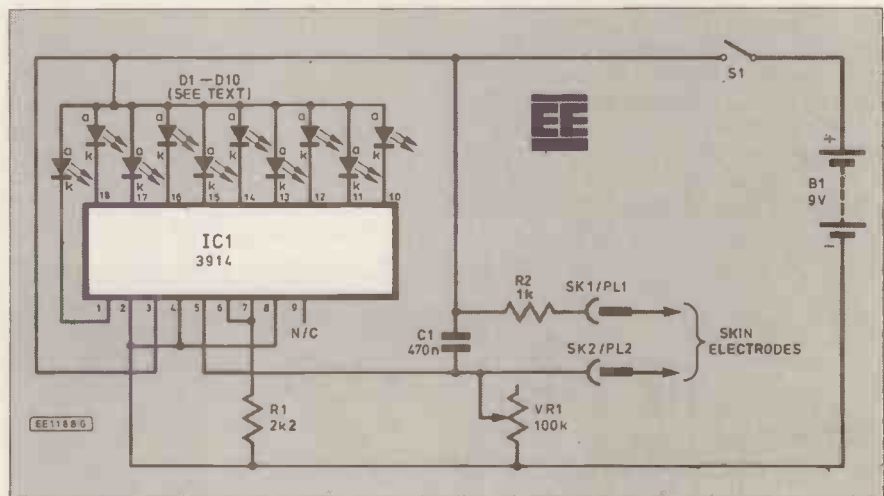 D1 — D10
(SEE TEXT)
S1
EE
a a a a a a a a a a
k k k k k k k k k k
18 17 16 15 14 13 12 11 10
+
B1
9V
-
IC1
3914
1 2 3 4 5 6 7 8 9
N/C
R2
1k
SK1/PL1
C1
470n
SK2/PL2
SKIN
ELECTRODES
R1
2k2
VR1
100k
EE1188G